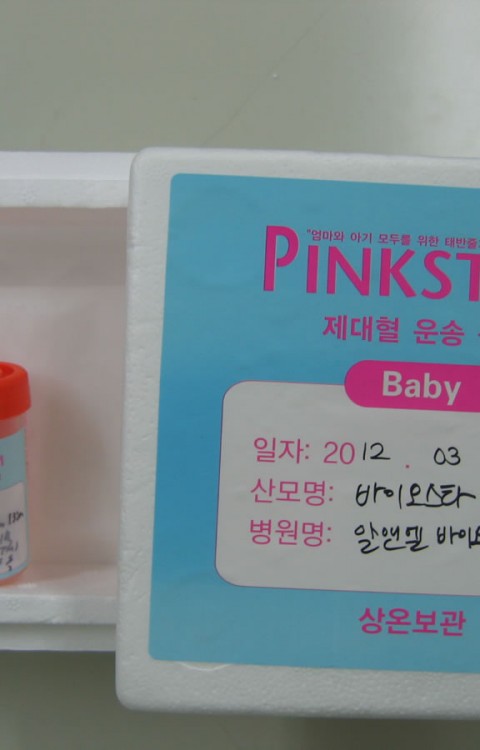 "엄마와 아기 모두를 위한 태반줄기
PINKST
제대혈 운송
Baby
일자: 2012. 03
산모명: 바이오스타
병원명: 알앤엘 바이오
상온보관